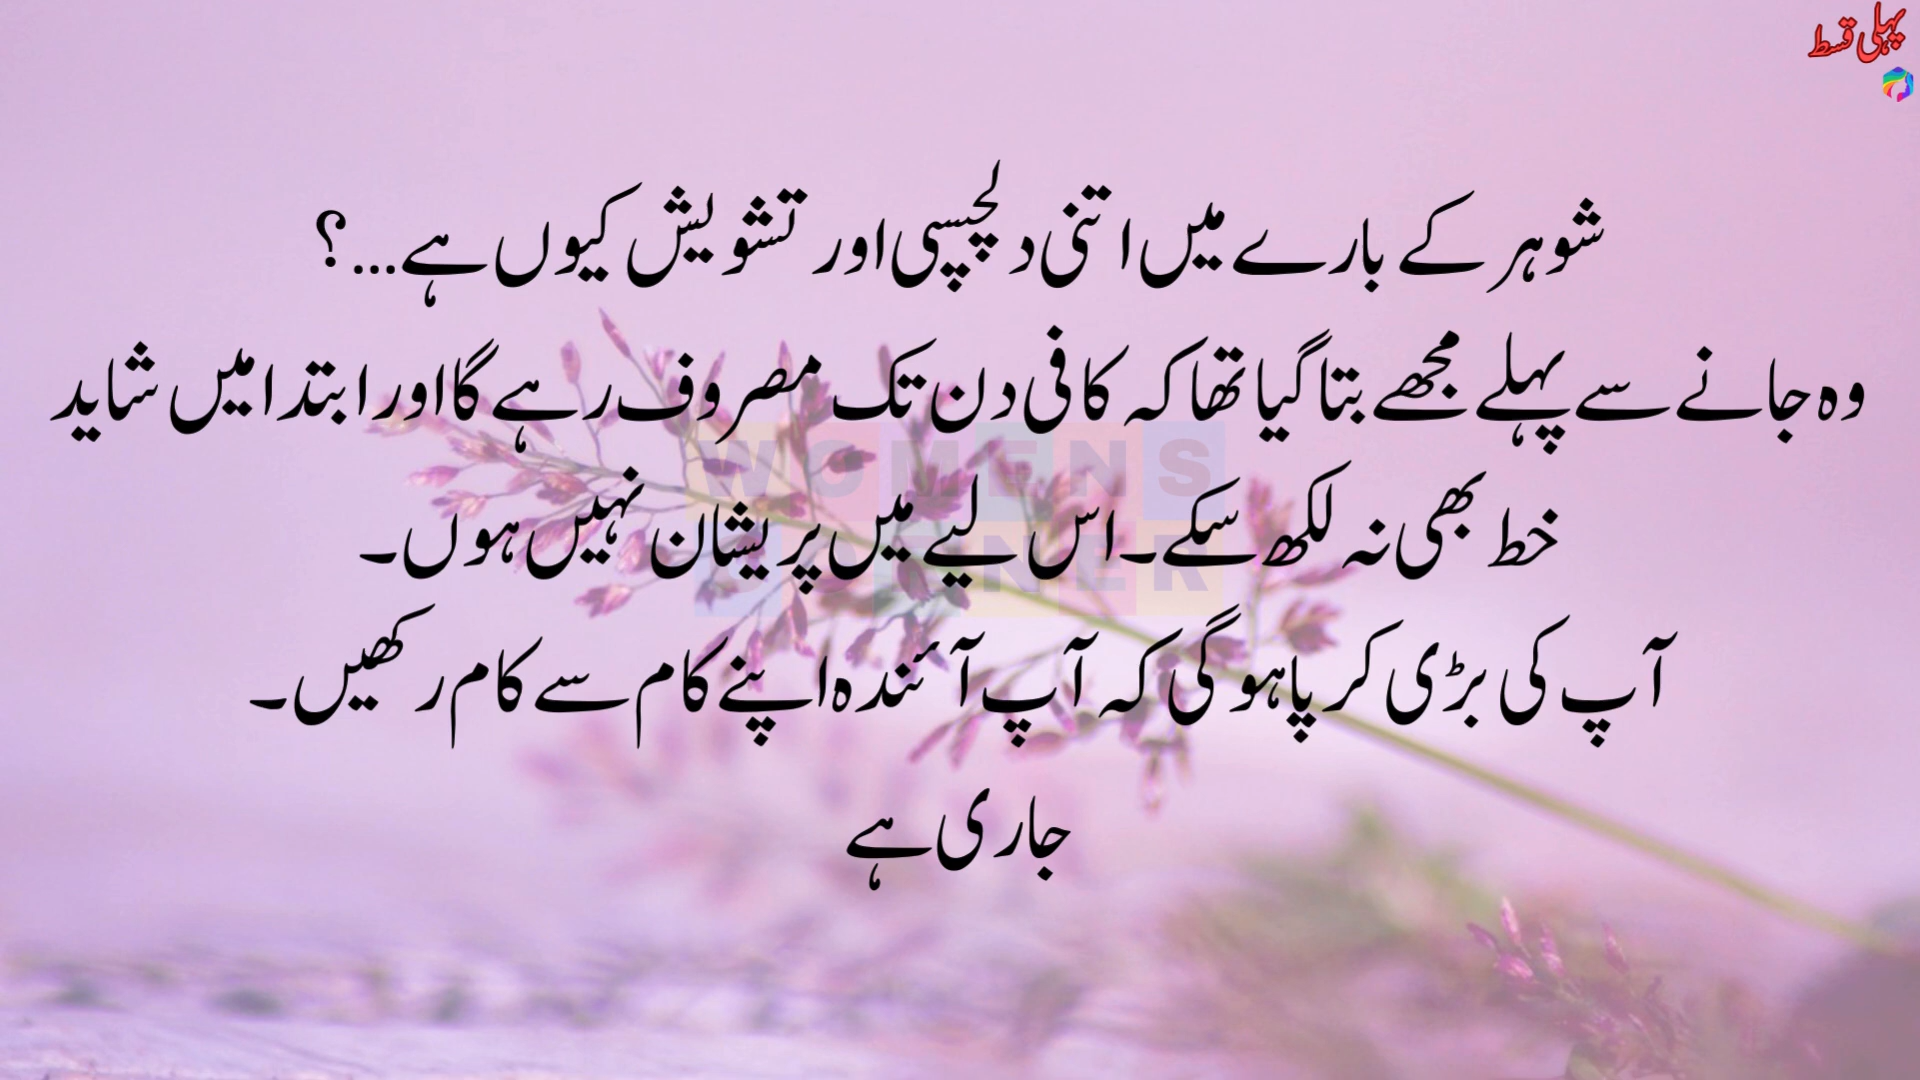 پہلی قسط
شوہر کے بارے میں اتنی دلچسپی اور تشویش کیوں ہے...؟
وہ جانے سے پہلے مجھے بتا گیا تھا کہ کافی دن تک مصروف رہے گا اور ابتدا میں شاید
خط بھی نہ لکھ سکے۔ اس لیے میں پریشان نہیں ہوں۔
آپ کی بڑی کرپا ہو گی کہ آپ آئندہ اپنے کام سے کام رکھیں۔
جاری ہے
WOMENS
CORNER